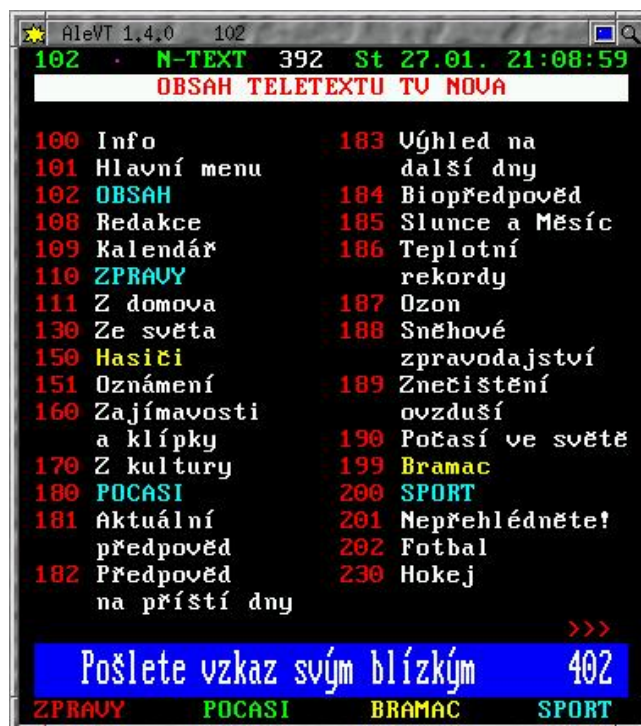 AleVT 1.4.0 102
102 · N-TEXT 392 St 27.01. 21:08:59
OBSAH TELETEXTU TV NOVA
100 Info
101 Hlavní menu
102 OBSAH
108 Redakce
109 Kalendář
110 ZPRAVY
111 Z domova
130 Ze světa
150 Hasiči
151 Oznámení
160 Zajímavosti
a klípky
170 Z kultury
180 POCASI
181 Aktuální
předpověd
182 Předpověd
na příští dny
183 Výhled na
další dny
184 Biopředpověd
185 Slunce a Měsíc
186 Teplotní
rekordy
187 Ozon
188 Sněhové
zpravodajství
189 Znečištění
ovzduší
190 Počasí ve světě
199 Bramac
200 SPORT
201 Nepřehlédněte!
202 Fotbal
230 Hokej
>>>
Pošlete vzkaz svým blízkým 402
ZPRAVY POCASI BRAMAC SPORT